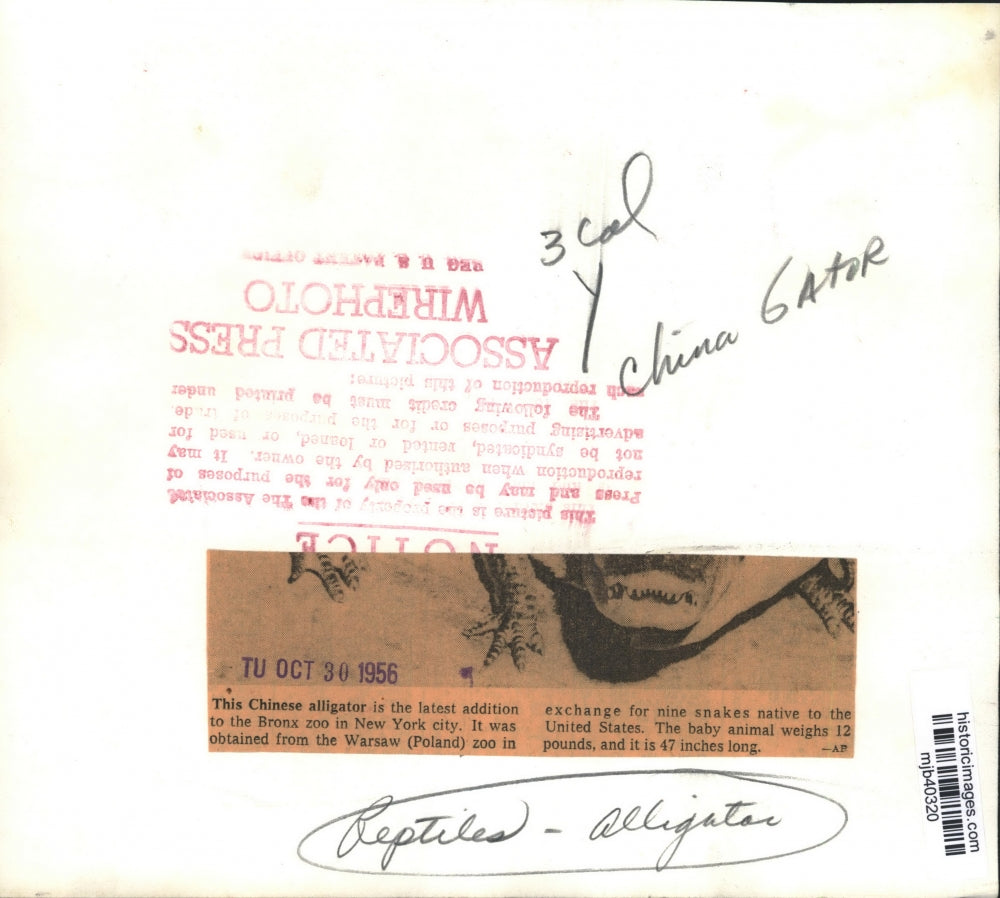 3 Col
Y
China GATOR
NOTICE
This picture is the property of the The Associated
Press and may be used only for the purposes of
reproduction when authorised by the owner. It may
not be syndicated, rented or loaned, or used for
advertising purposes or for the purposes of trade.
The following credit must be printed under
each reproduction of this picture:
ASSOCIATED PRESS
WIREPHOTO
REG U S PATENT OFFICE
TU OCT 30 1956
This Chinese alligator is the latest addition
to the Bronx zoo in New York city. It was
obtained from the Warsaw (Poland) zoo in
exchange for nine snakes native to the
United States. The baby animal weighs 12
pounds, and it is 47 inches long. —AP
Reptiles - alligator
historicimages.com
mjb40320